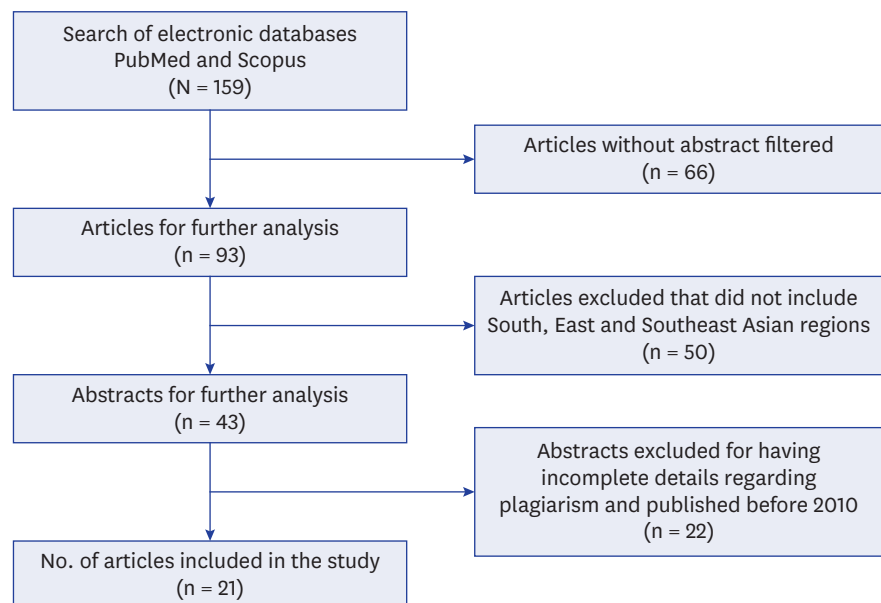 Search of electronic databases
PubMed and Scopus
(N = 159)
Articles without abstract filtered
(n = 66)
Articles for further analysis
(n = 93)
Articles excluded that did not include
South, East and Southeast Asian regions
(n = 50)
Abstracts for further analysis
(n = 43)
Abstracts excluded for having
incomplete details regarding
plagiarism and published before 2010
(n = 22)
No. of articles included in the study
(n = 21)